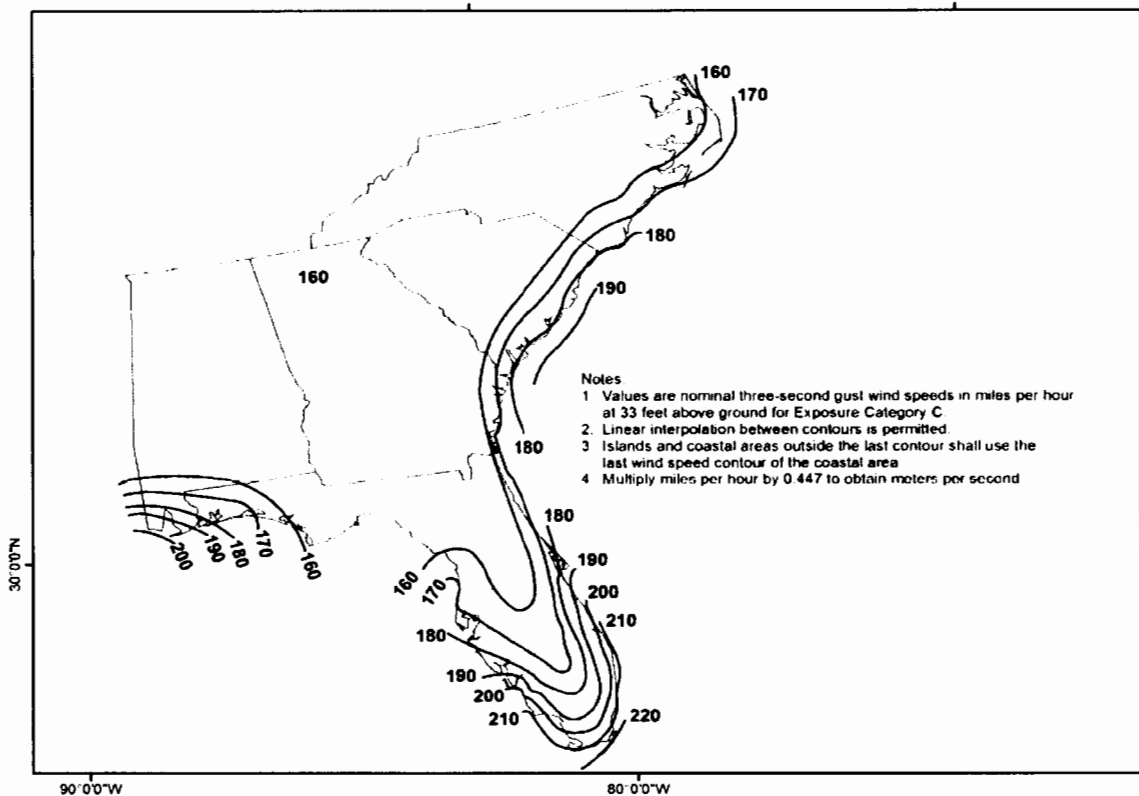 160
170
180
190
160
Notes
1 Values are nominal three-second gust wind speeds in miles per hour
at 33 feet above ground for Exposure Category C.
2. Linear interpolation between contours is permitted.
3 Islands and coastal areas outside the last contour shall use the
last wind speed contour of the coastal area
4 Multiply miles per hour by 0.447 to obtain meters per second
180
180
190
200
210
200
190
180
170
160
160
170
180
190
200
210
220
30°0'0"N
90°0'0"W
80°0'0"W